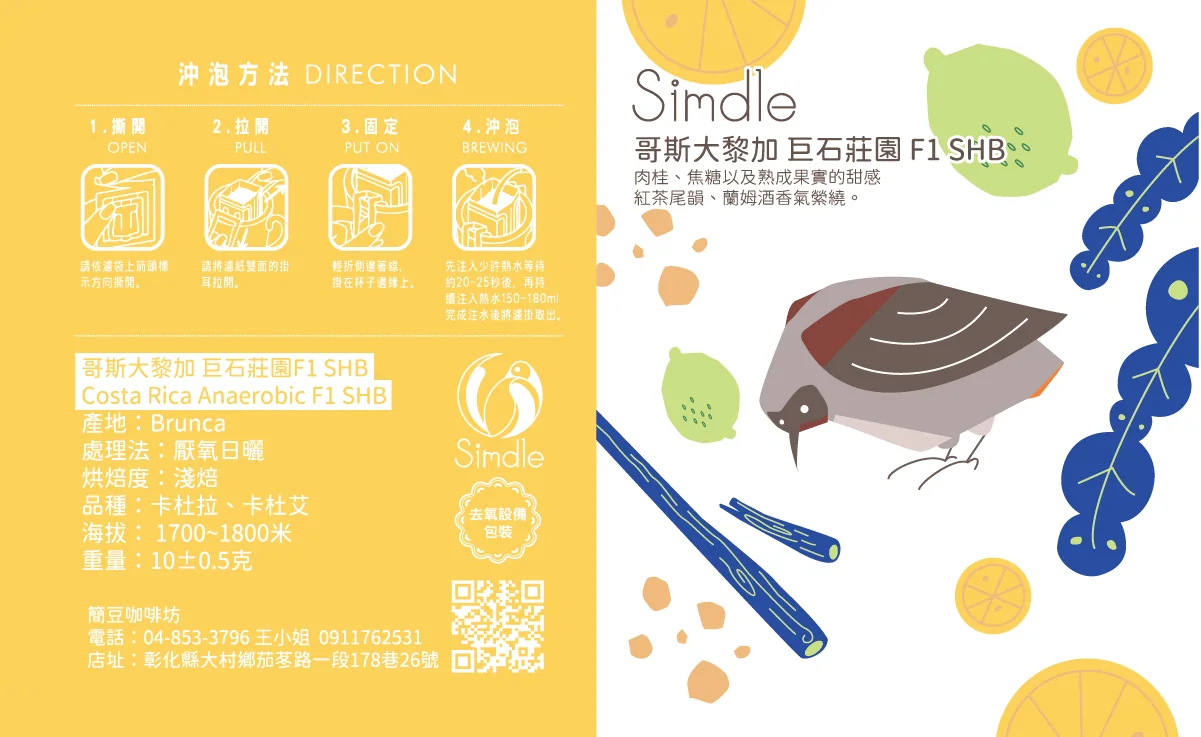 沖泡方法 DIRECTION
1.撕開
OPEN
2.拉開
PULL
3.固定
PUT ON
4.沖泡
BREWING
請依濾袋上箭頭標
示方向撕開。
請將濾紙雙面的掛
耳拉開。
輕折側邊著線,
掛在杯子邊緣上。
先注入少許熱水等待
約20-25秒後,再持
續注入熱水150-180ml
完成注水後將濾掛取出。
哥斯大黎加 巨石莊園F1 SHB
Costa Rica Anaerobic F1 SHB
產地：Brunca
處理法：厭氧日曬
烘焙度：淺焙
品種：卡杜拉、卡杜艾
海拔： 1700~1800米
重量：10±0.5克
Simdle
去氧設備
包裝
簡豆咖啡坊
電話：04-853-3796 王小姐 0911762531
店址：彰化縣大村鄉茄苳路一段178巷26號
Simdle
哥斯大黎加 巨石莊園 F1 SHB
肉桂、焦糖以及熟成果實的甜感
紅茶尾韻、蘭姆酒香氣縈繞。